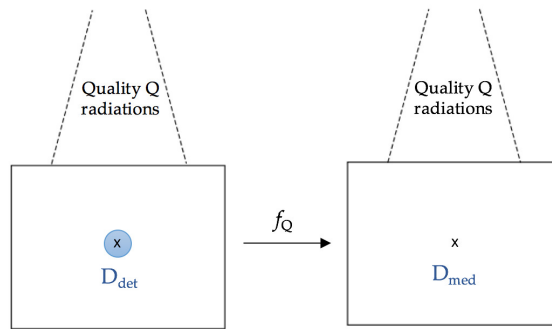 Quality Q
radiations
x
D_det
f_Q
Quality Q
radiations
x
D_med